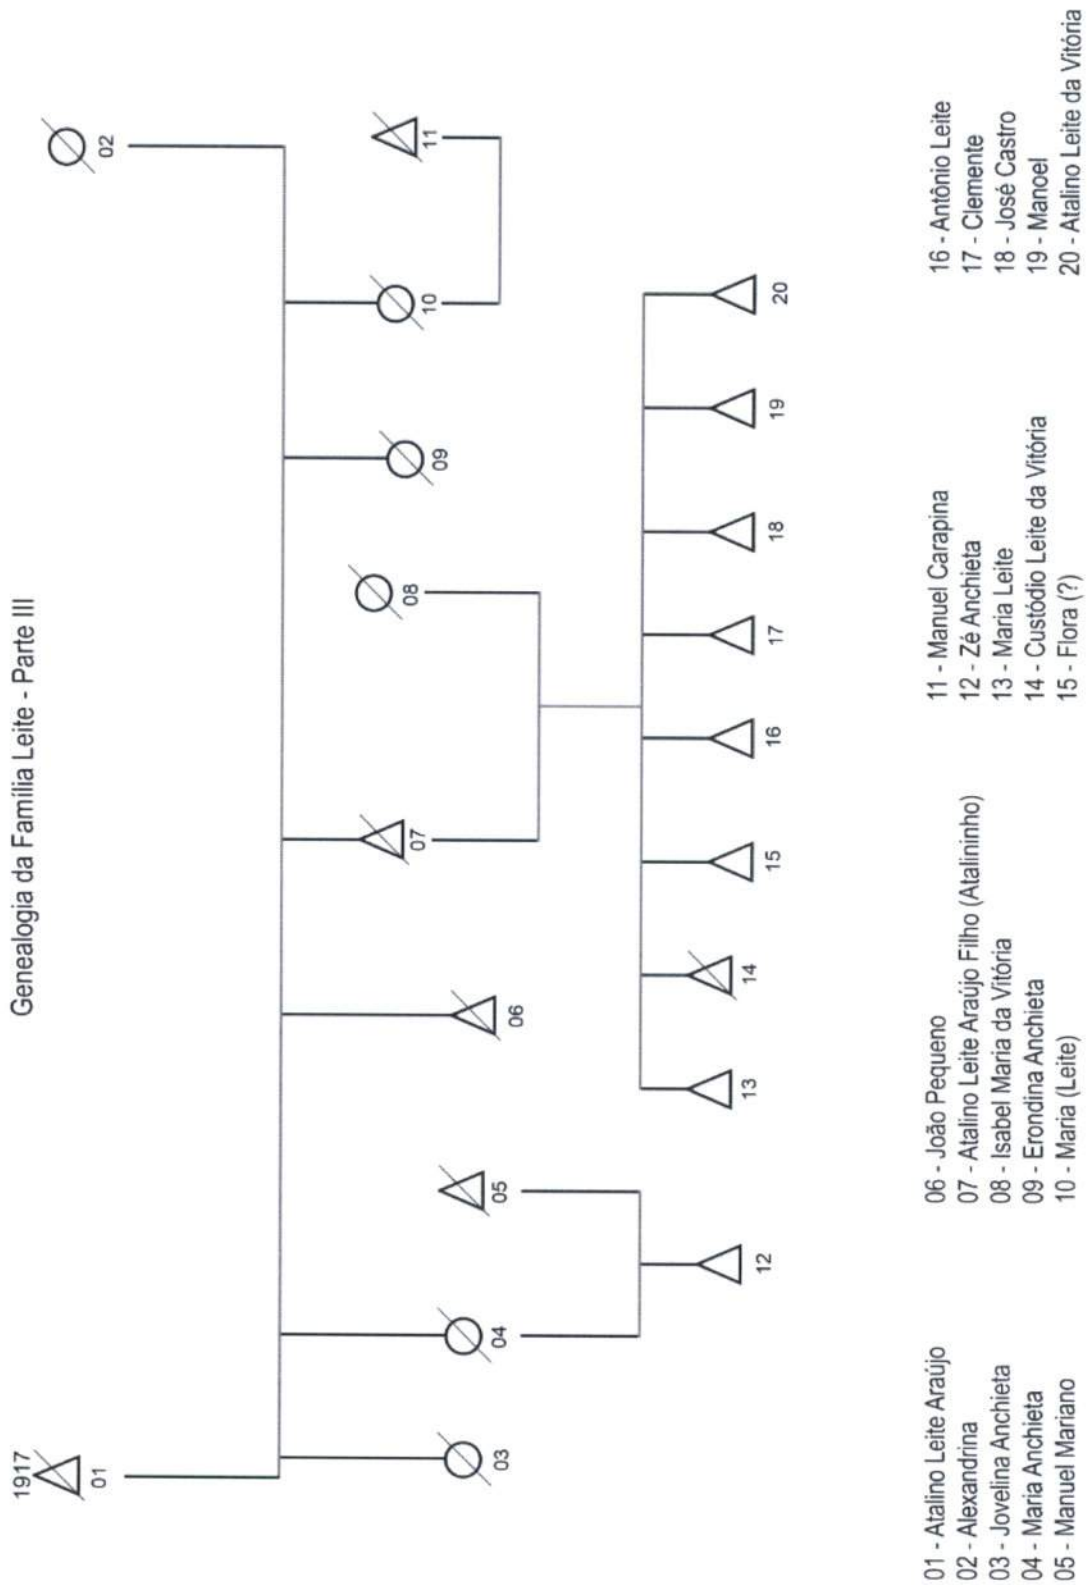 Genealogia da Família Leite - Parte III
1917
01
02
03
04
05
06
07
08
09
10
11
12
13
14
15
16
17
18
19
20
01 - Atalino Leite Araújo
02 - Alexandrina
03 - Jovelina Anchieta
04 - Maria Anchieta
05 - Manuel Mariano
06 - João Pequeno
07 - Atalino Leite Araújo Filho (Atalininho)
08 - Isabel Maria da Vitória
09 - Erondina Anchieta
10 - Maria (Leite)
11 - Manuel Carapina
12 - Zé Anchieta
13 - Maria Leite
14 - Custódio Leite da Vitória
15 - Flora (?)
16 - Antônio Leite
17 - Clemente
18 - José Castro
19 - Manoel
20 - Atalino Leite da Vitória